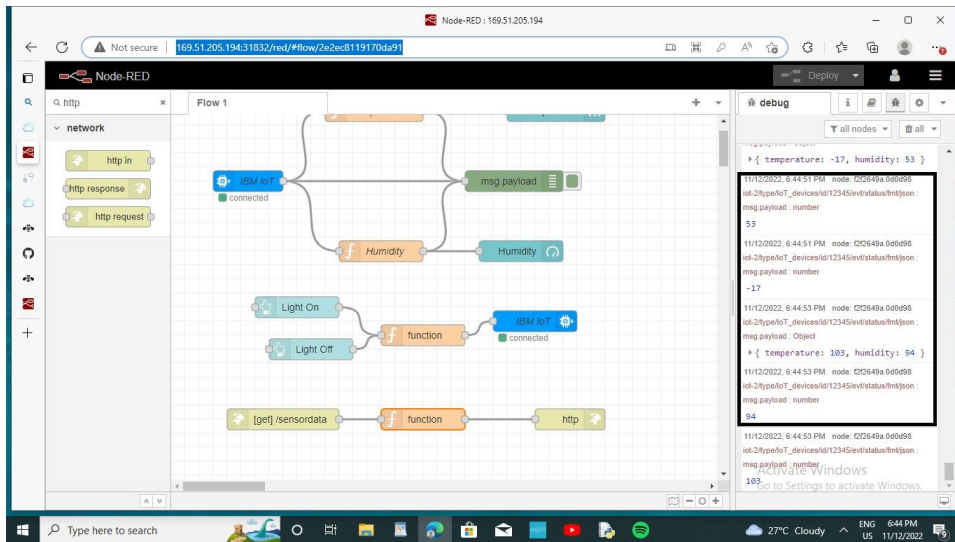 Node-RED : 169.51.205.194
Not secure
169.51.205.194:31832/red/#flow/2e2ec8119170da91
Node-RED
Deploy
http
Flow 1
debug
network
all nodes
all
http in
http response
http request
IBM IoT
connected
msg.payload
Humidity
Humidity
Light On
Light Off
function
IBM IoT
connected
[get] /sensordata
function
http
{ temperature: -17, humidity: 53 }
11/12/2022, 6:44:51 PM node: f2f2649a.0d0d98
iot-2/type/IoT_devices/id/12345/evt/status/fmt/json :
msg.payload : number
53
11/12/2022, 6:44:51 PM node: f2f2649a.0d0d98
iot-2/type/IoT_devices/id/12345/evt/status/fmt/json :
msg.payload : number
-17
11/12/2022, 6:44:53 PM node: f2f2649a.0d0d98
iot-2/type/IoT_devices/id/12345/evt/status/fmt/json :
msg.payload : Object
{ temperature: 103, humidity: 94 }
11/12/2022, 6:44:53 PM node: f2f2649a.0d0d98
iot-2/type/IoT_devices/id/12345/evt/status/fmt/json :
msg.payload : number
94
11/12/2022, 6:44:53 PM node: f2f2649a.0d0d98
iot-2/type/IoT_devices/id/12345/evt/status/fmt/json :
msg.payload : number
103
Activate Windows
Go to Settings to activate Windows.
Type here to search
27°C Cloudy
ENG
US
6:44 PM
11/12/2022